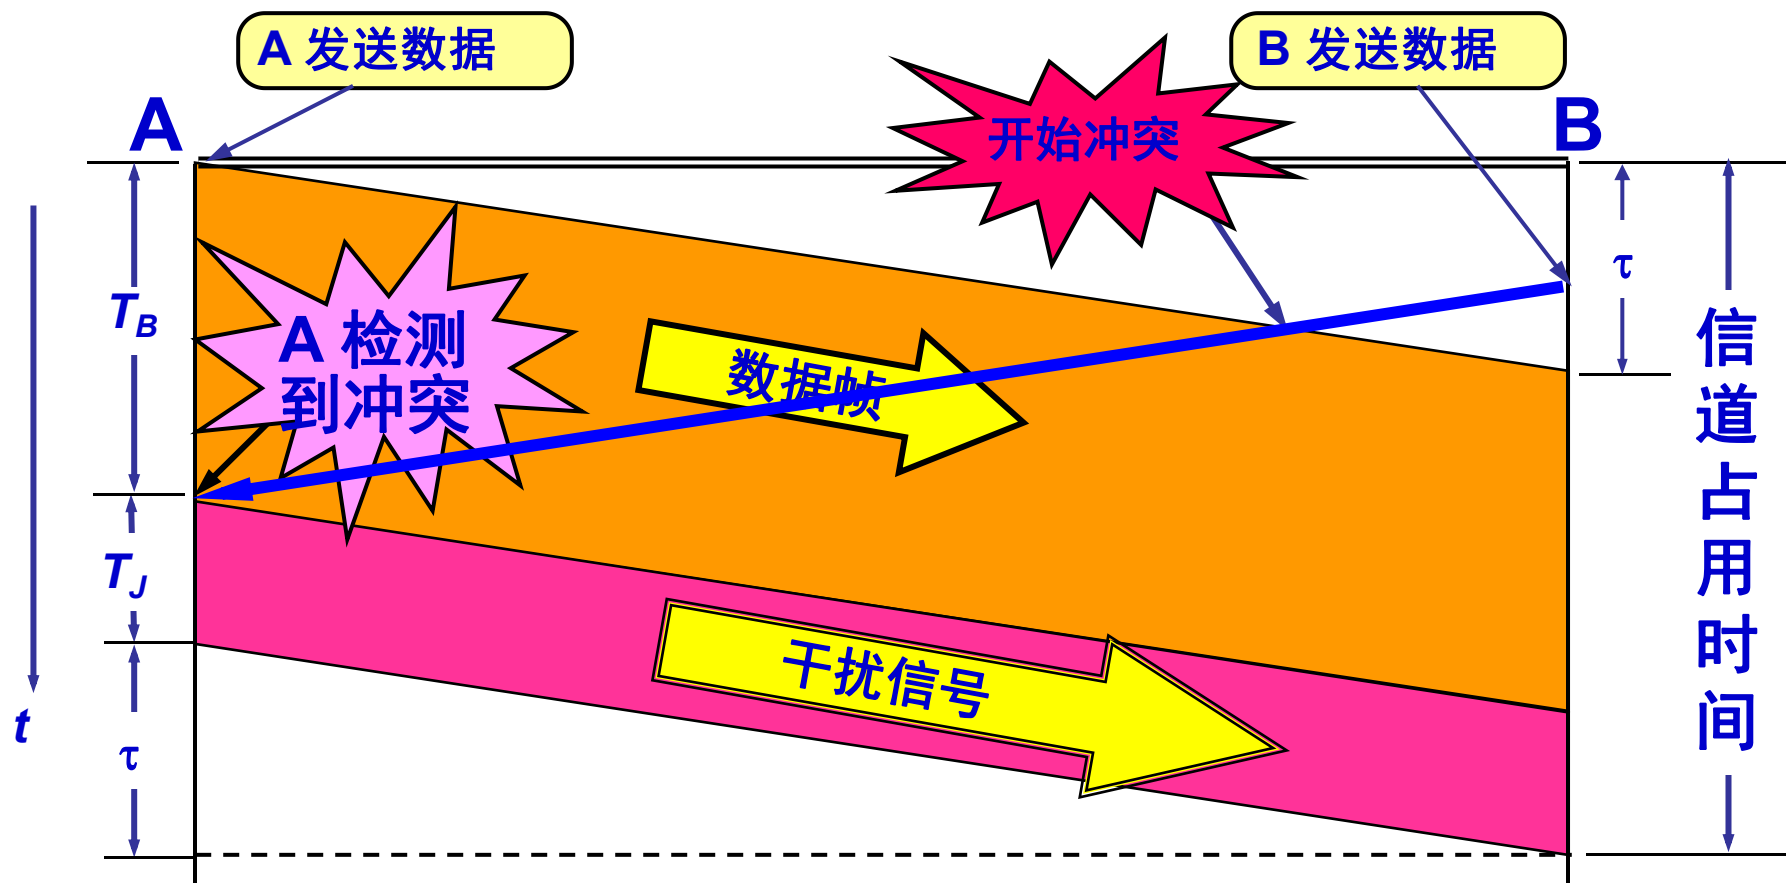 A 发送数据
B 发送数据
A
B
开始冲突
τ
T_B
A 检测
到冲突
数据帧
信道占用时间
T_J
干扰信号
t
τ